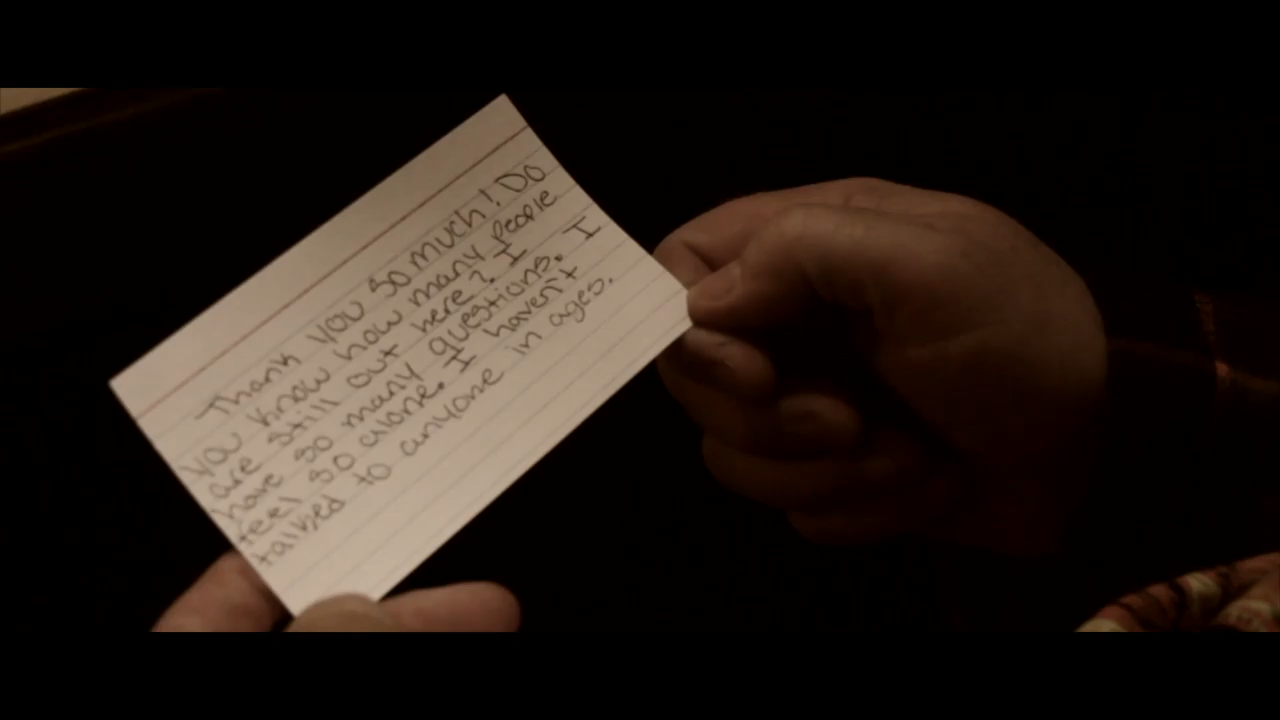 Thank you so much! Do
you know how many people
are still out here? I
have so many questions. I
feel so alone. I haven't
talked to anyone in ages.